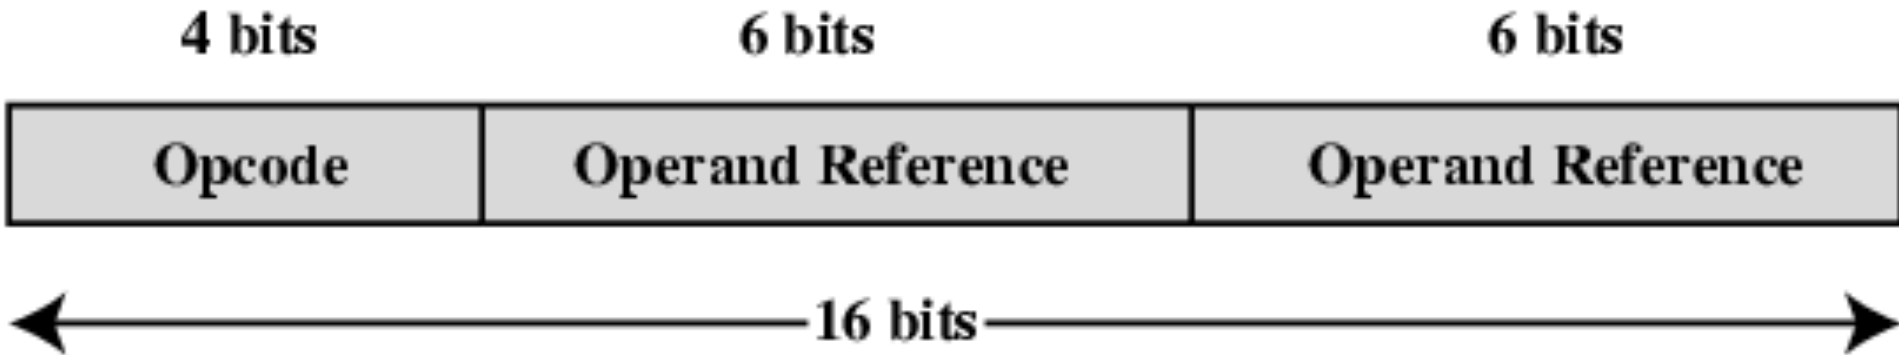 4 bits 6 bits 6 bits
Opcode Operand Reference Operand Reference
16 bits